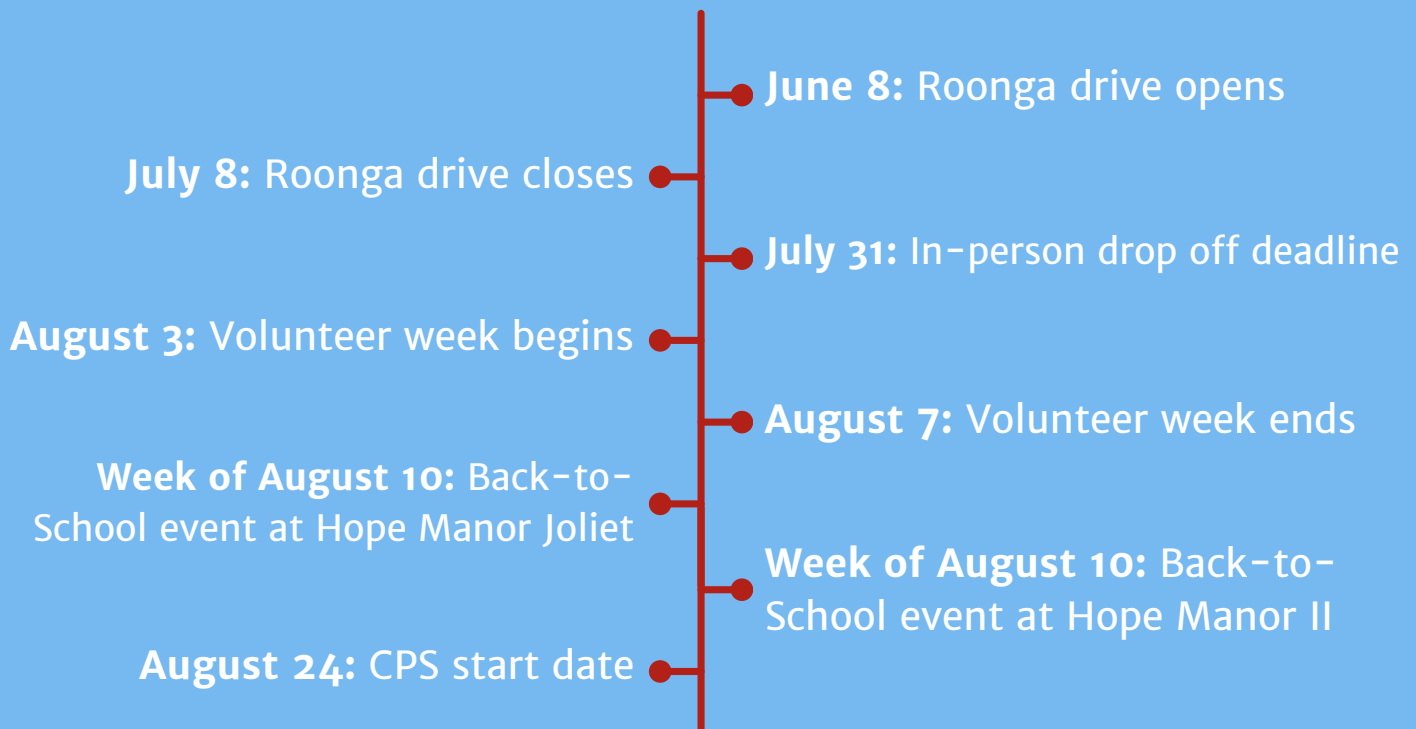 June 8: Roonga drive opens
July 8: Roonga drive closes
July 31: In-person drop off deadline
August 3: Volunteer week begins
August 7: Volunteer week ends
Week of August 10: Back-to-
School event at Hope Manor Joliet
Week of August 10: Back-to-
School event at Hope Manor II
August 24: CPS start date